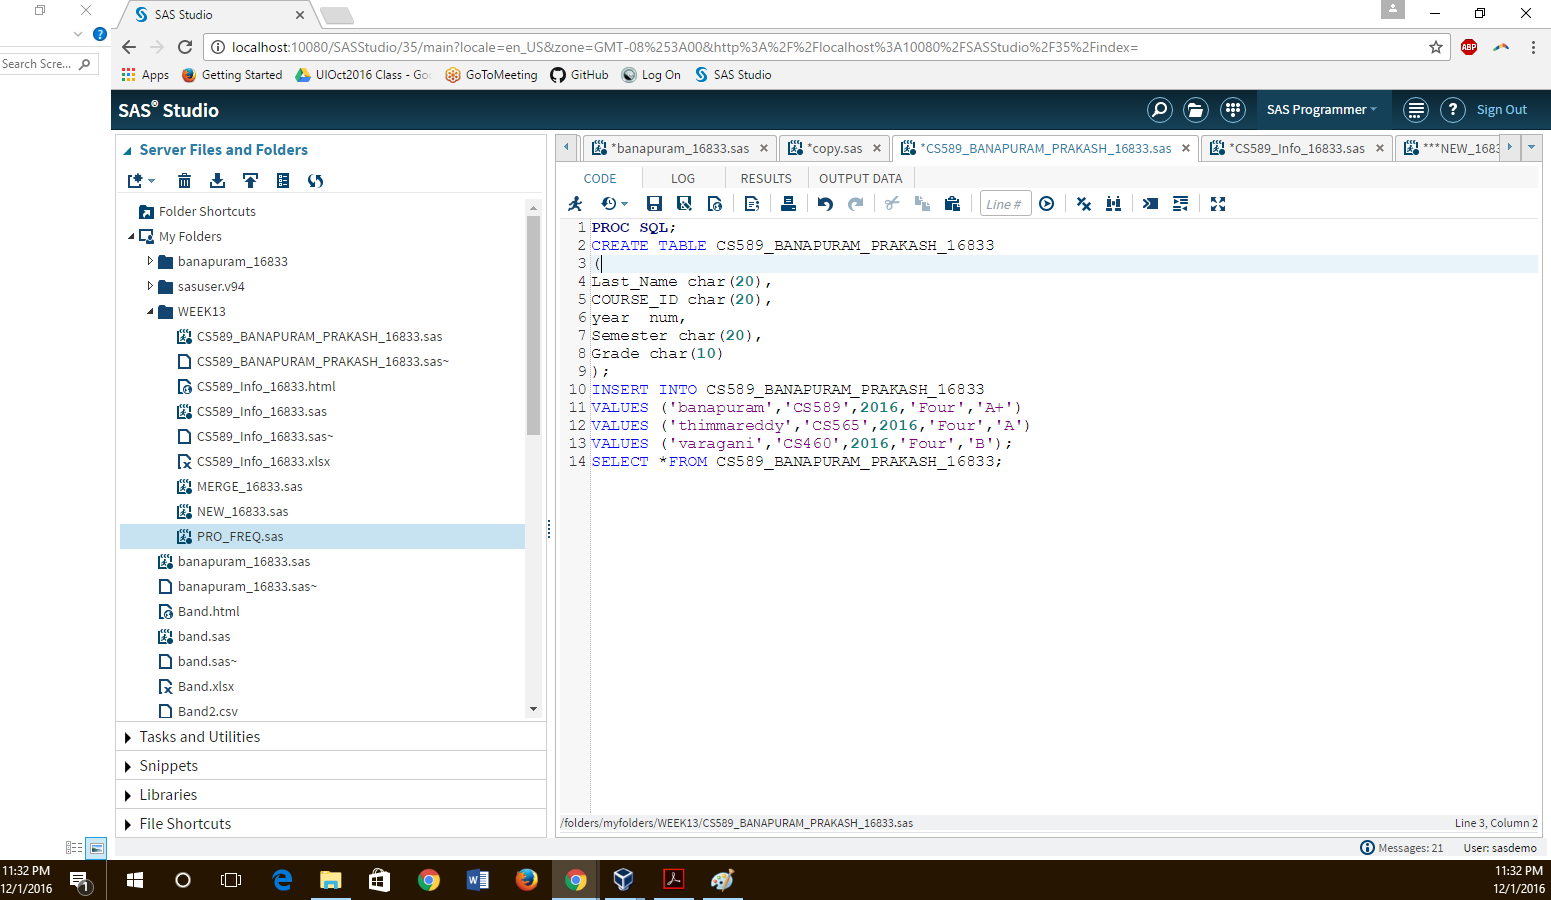 SAS Studio
Search Scre...
localhost:10080/SASStudio/35/main?locale=en_US&zone=GMT-08%253A00&http%3A%2F%2Flocalhost%3A10080%2FSASStudio%2F35%2Findex=
ABP
Apps Getting Started UIOct2016 Class - Goo GoToMeeting GitHub Log On SAS Studio
SAS® Studio
SAS Programmer
? Sign Out
Server Files and Folders
Folder Shortcuts
My Folders
banapuram_16833
sasuser.v94
WEEK13
CS589_BANAPURAM_PRAKASH_16833.sas
CS589_BANAPURAM_PRAKASH_16833.sas~
CS589_Info_16833.html
CS589_Info_16833.sas
CS589_Info_16833.sas~
CS589_Info_16833.xlsx
MERGE_16833.sas
NEW_16833.sas
PRO_FREQ.sas
banapuram_16833.sas
banapuram_16833.sas~
Band.html
band.sas
band.sas~
Band.xlsx
Band2.csv
Tasks and Utilities
Snippets
Libraries
File Shortcuts
*banapuram_16833.sas *copy.sas *CS589_BANAPURAM_PRAKASH_16833.sas *CS589_Info_16833.sas ***NEW_1683
CODE LOG RESULTS OUTPUT DATA
Line #
1 PROC SQL;
2 CREATE TABLE CS589_BANAPURAM_PRAKASH_16833
3 (
4 Last_Name char(20),
5 COURSE_ID char(20),
6 year  num,
7 Semester char(20),
8 Grade char(10)
9 );
10 INSERT INTO CS589_BANAPURAM_PRAKASH_16833
11 VALUES ('banapuram','CS589',2016,'Four','A+')
12 VALUES ('thimmareddy','CS565',2016,'Four','A')
13 VALUES ('varagani','CS460',2016,'Four','B');
14 SELECT *FROM CS589_BANAPURAM_PRAKASH_16833;
/folders/myfolders/WEEK13/CS589_BANAPURAM_PRAKASH_16833.sas
Line 3, Column 2
Messages: 21 User: sasdemo
11:32 PM
12/1/2016
1
11:32 PM
12/1/2016